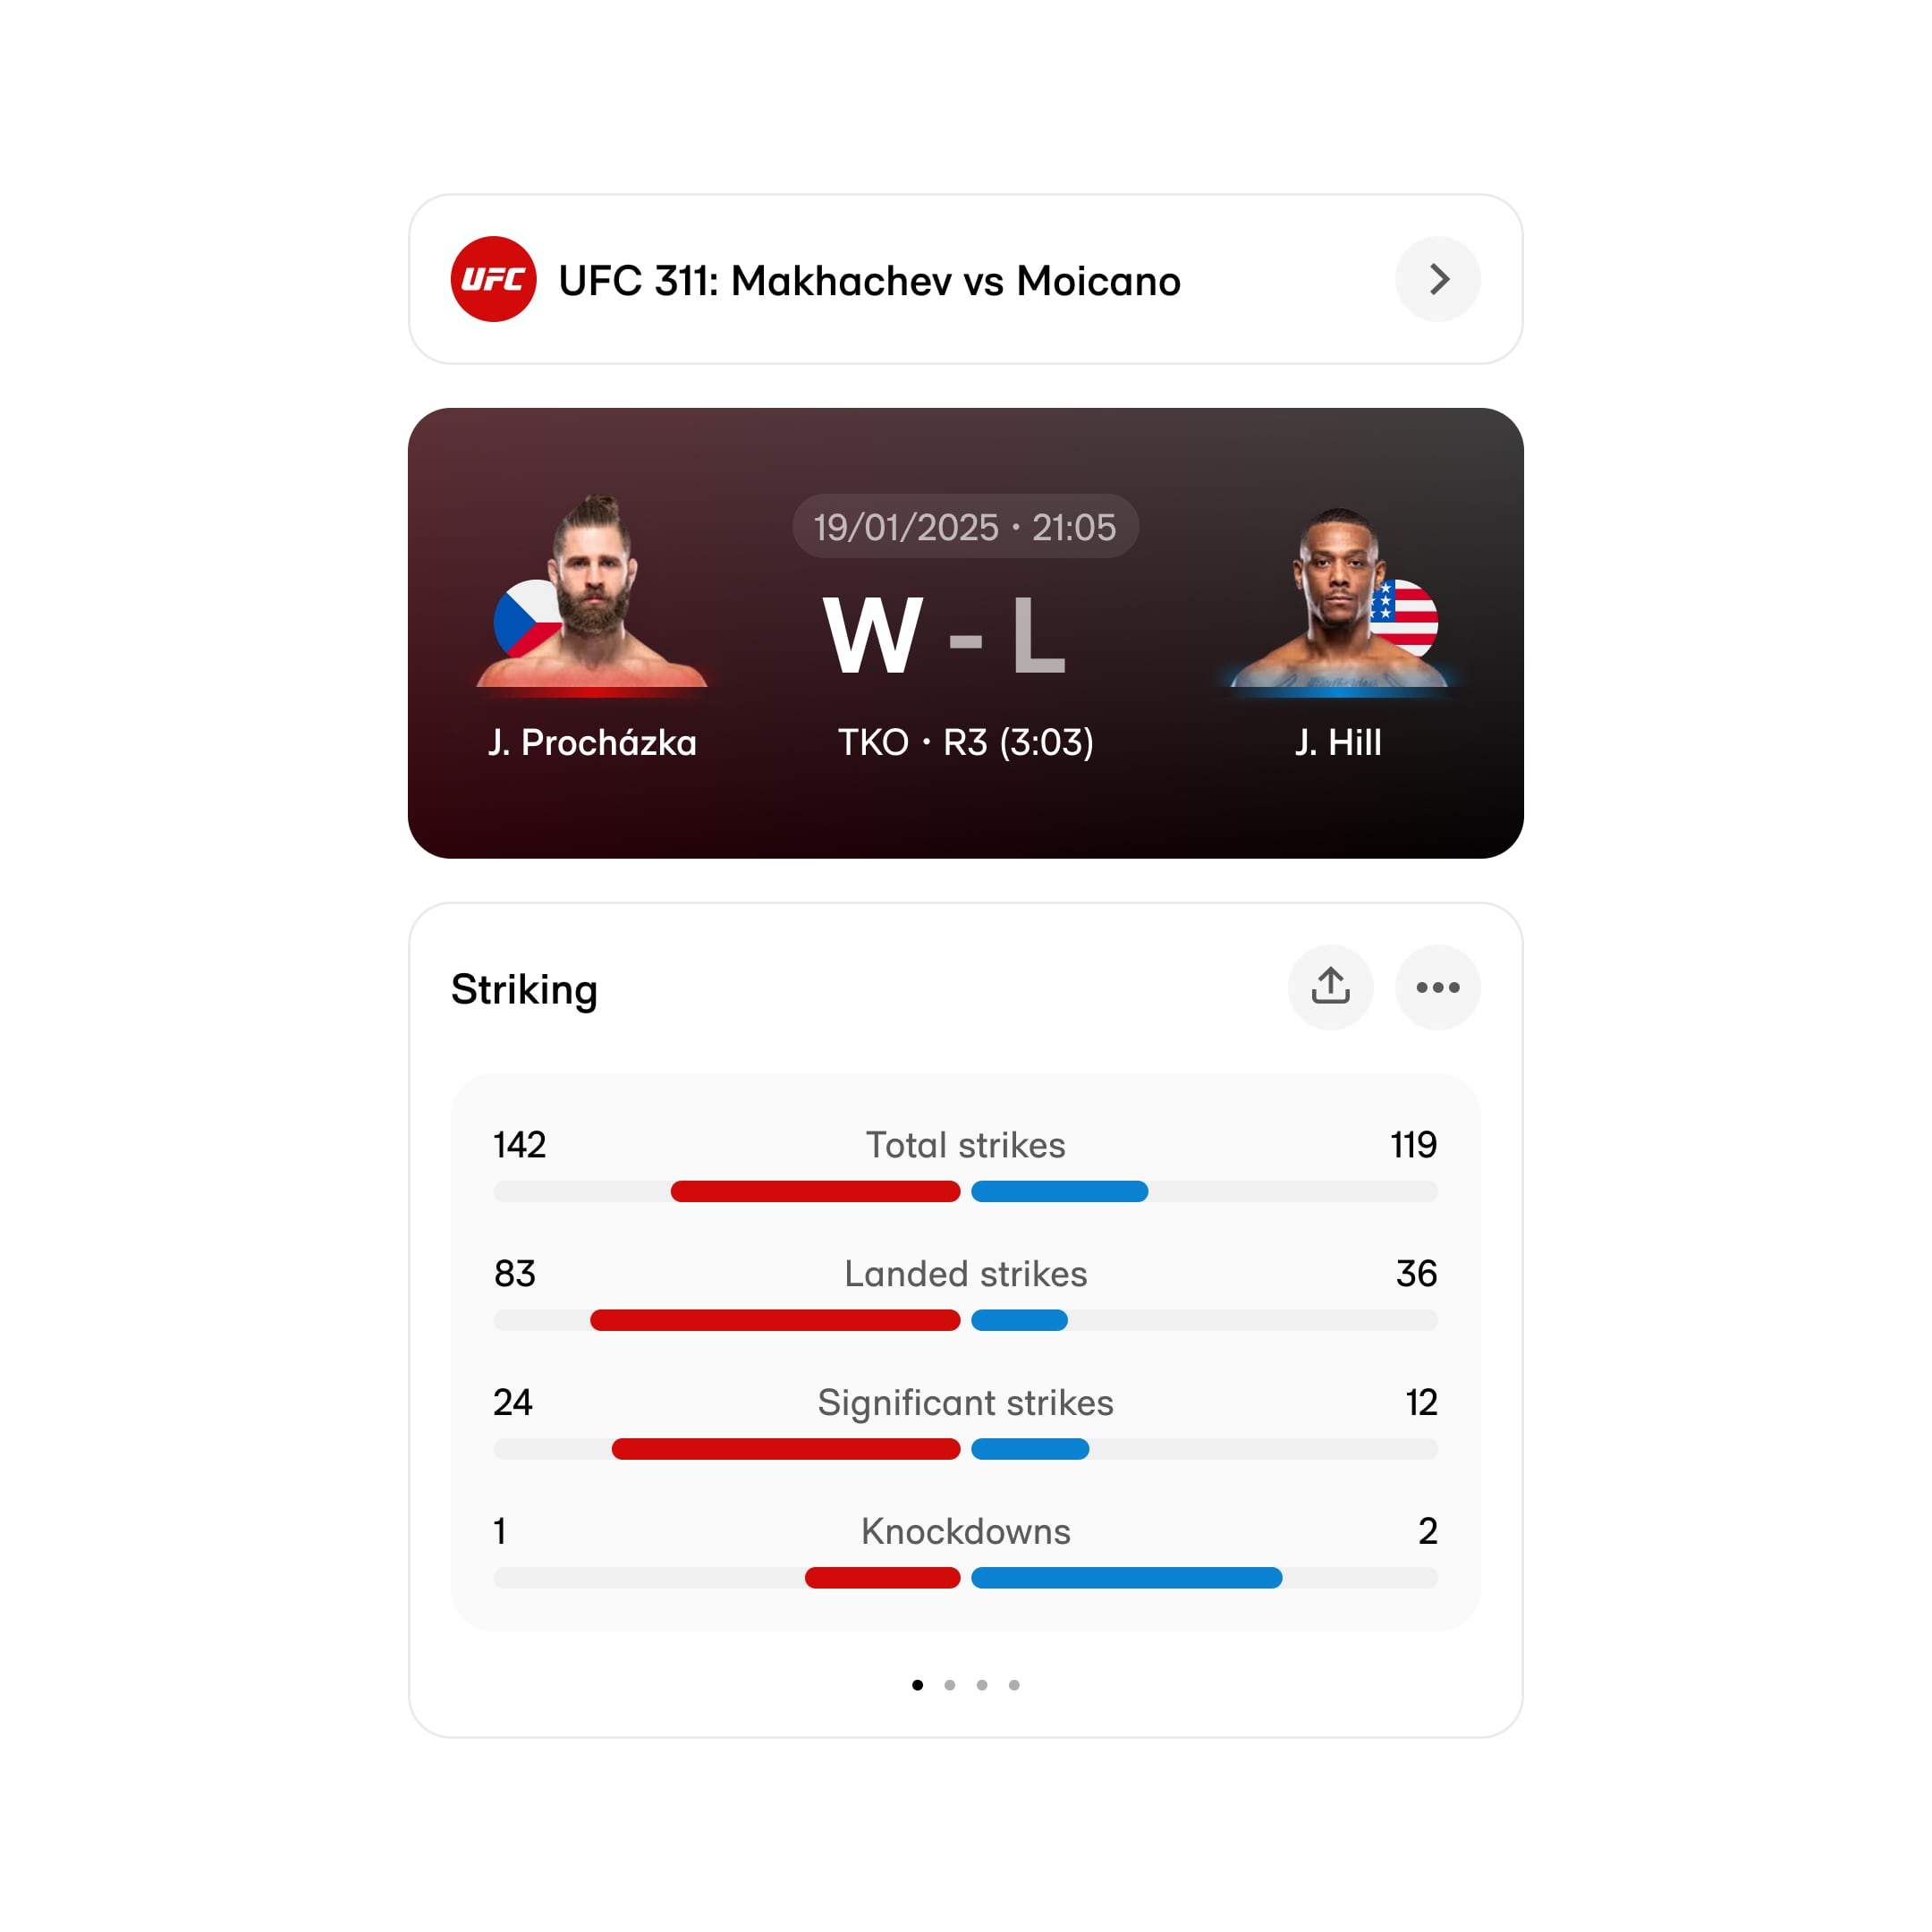 UFC
UFC 311: Makhachev vs Moicano
19/01/2025 • 21:05
W - L
J. Procházka
TKO • R3 (3:03)
J. Hill
Striking
142 Total strikes 119
83 Landed strikes 36
24 Significant strikes 12
1 Knockdowns 2